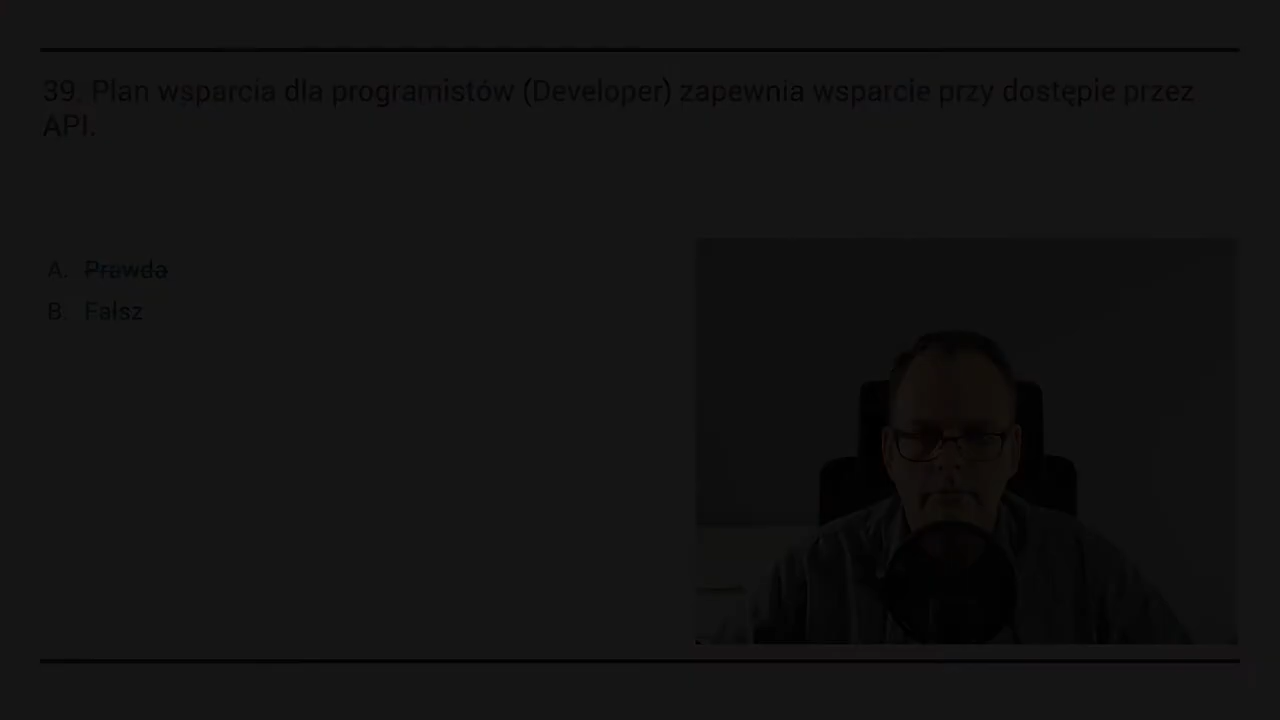 39. Plan wsparcia dla programistów (Developer) zapewnia wsparcie przy dostępie przez
API.
A. Prawda
B. Fałsz